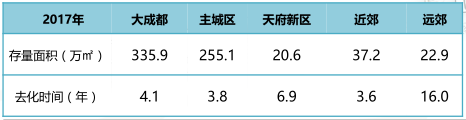 2017年 大成都 主城区 天府新区 近郊 远郊
存量面积（万㎡） 335.9 255.1 20.6 37.2 22.9
去化时间（年） 4.1 3.8 6.9 3.6 16.0